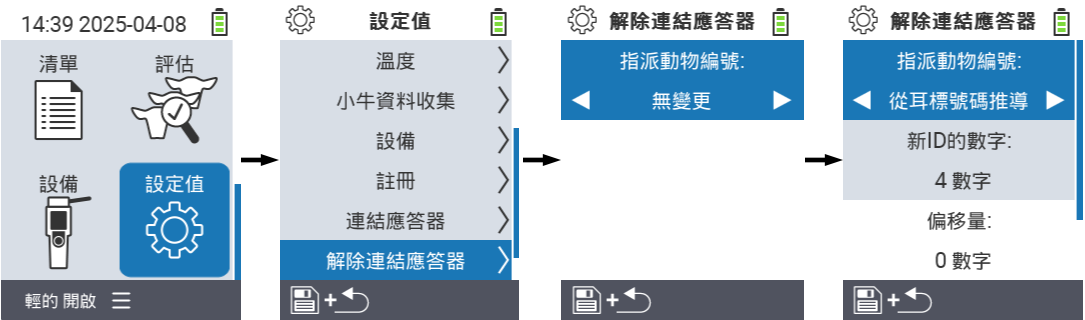 14:39 2025-04-08
清單
評估
設備
設定值
輕的 開啟
設定值
溫度
小牛資料收集
設備
註冊
連結應答器
解除連結應答器
+
解除連結應答器
指派動物編號:
無變更
+
解除連結應答器
指派動物編號:
從耳標號碼推導
新ID的數字:
4 數字
偏移量:
0 數字
+